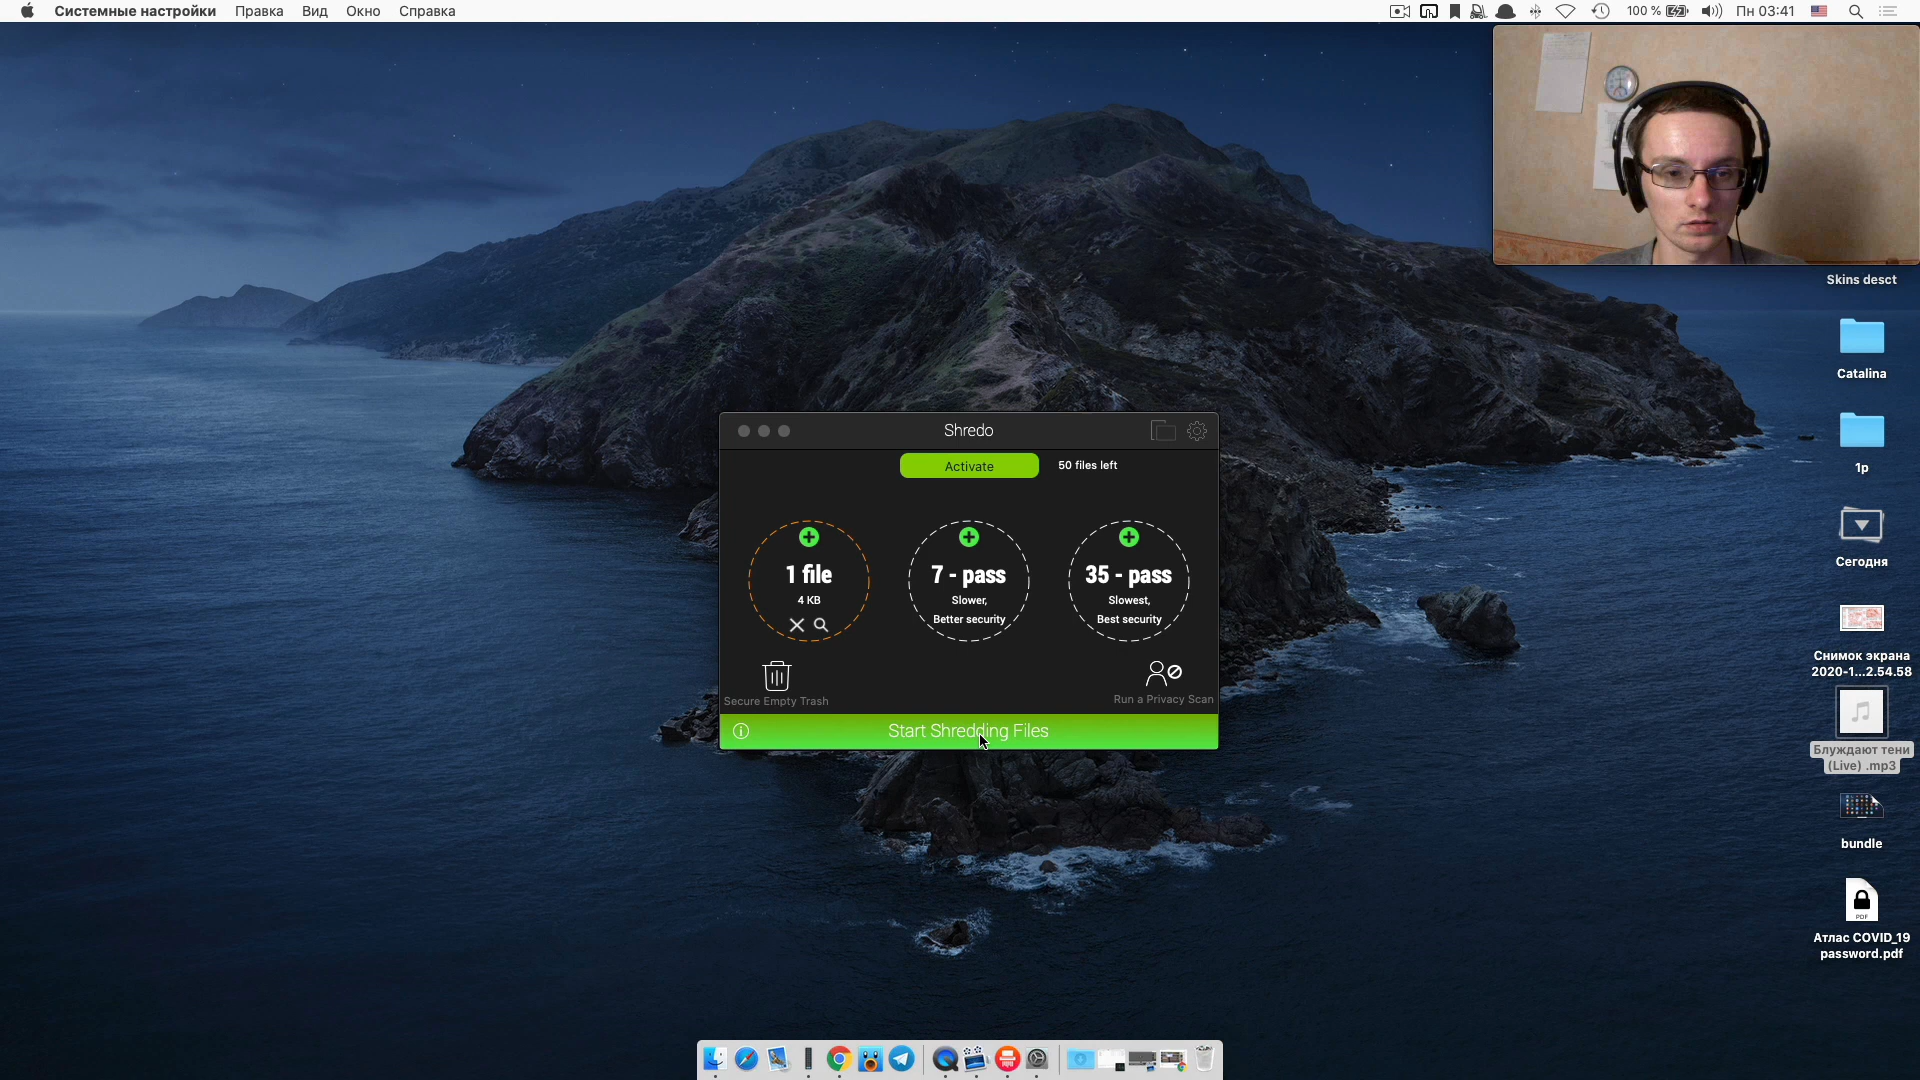 Системные настройки Правка Вид Окно Справка
100 % Пн 03:41
Skins desct
Catalina
1p
Сегодня
Снимок экрана
2020-1...2.54.58
Блуждают тени
(Live) .mp3
bundle
PDF
Атлас COVID_19
password.pdf
Shredo
Activate
50 files left
1 file
4 KB
7 - pass
Slower,
Better security
35 - pass
Slowest,
Best security
Secure Empty Trash
Run a Privacy Scan
Start Shredding Files